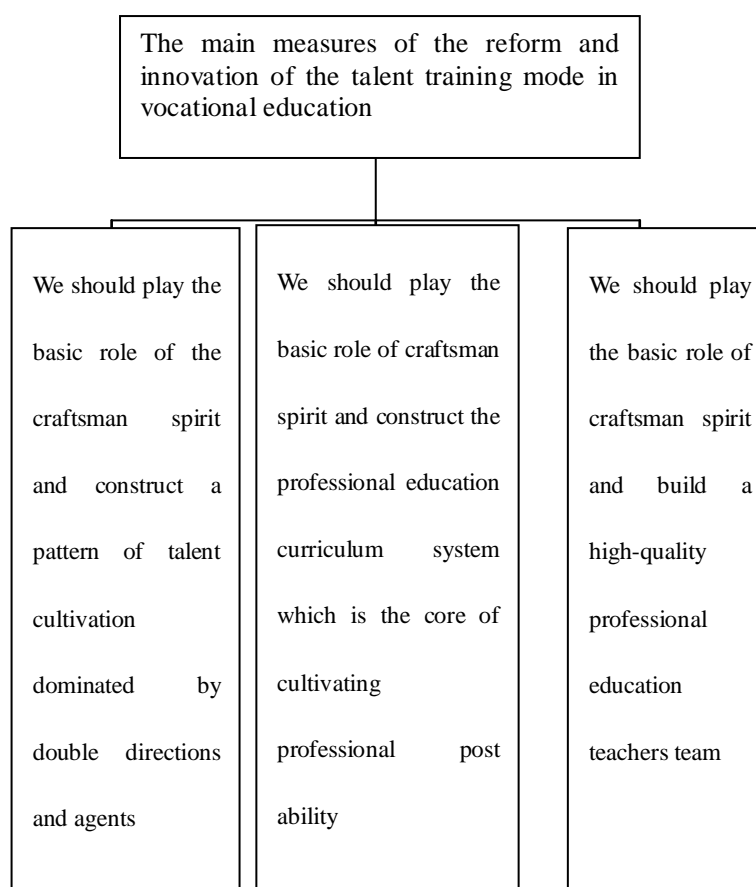 The main measures of the reform and
innovation of the talent training mode in
vocational education
We should play the
basic role of the
craftsman spirit
and construct a
pattern of talent
cultivation
dominated by
double directions
and agents
We should play the
basic role of craftsman
spirit and construct the
professional education
curriculum system
which is the core of
cultivating
professional post
ability
We should play
the basic role of
craftsman spirit
and build a
high-quality
professional
education
teachers team